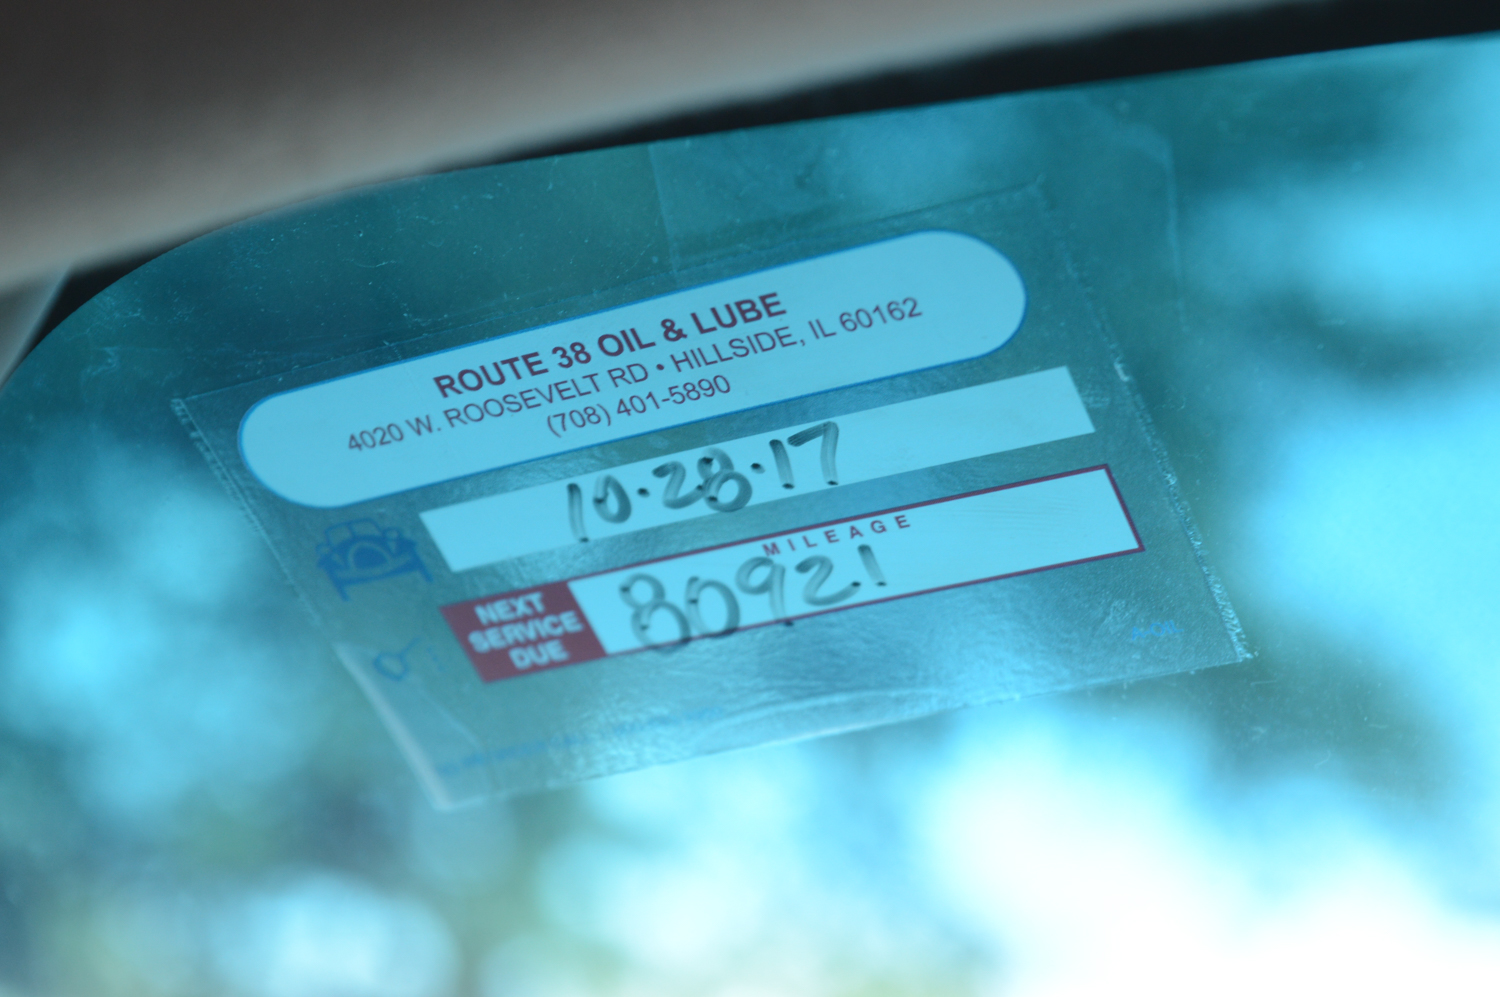 ROUTE 38 OIL & LUBE
4020 W. ROOSEVELT RD • HILLSIDE, IL 60162
(708) 401-5890
10·28·17
MILEAGE
NEXT
SERVICE
DUE
80921